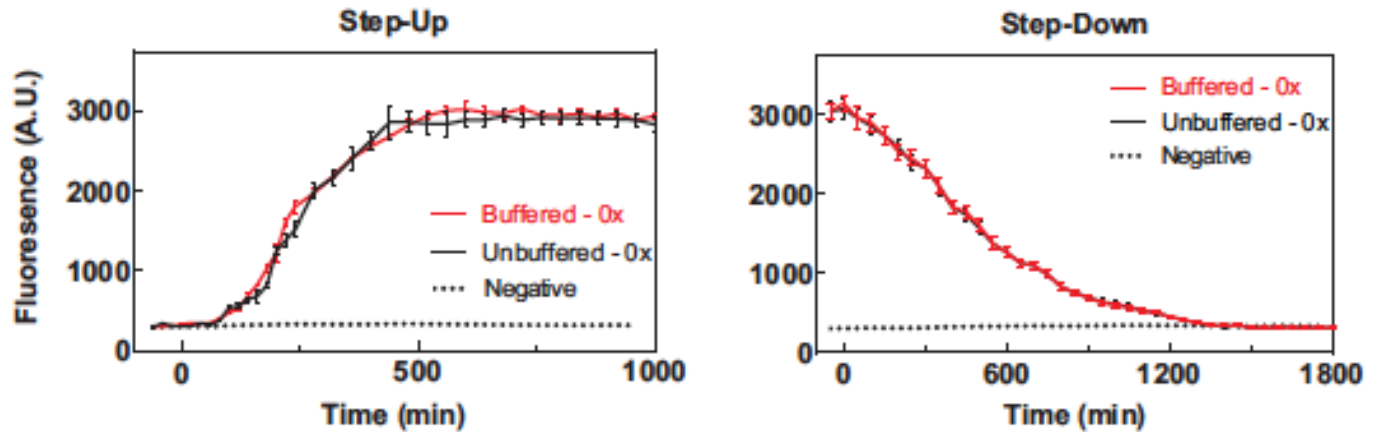 Step-Up
Fluoresence (A.U.)
3000
2000
1000
0
Buffered - 0x
Unbuffered - 0x
Negative
0 500 1000
Time (min)
Step-Down
3000
2000
1000
0
Buffered - 0x
Unbuffered - 0x
Negative
0 600 1200 1800
Time (min)